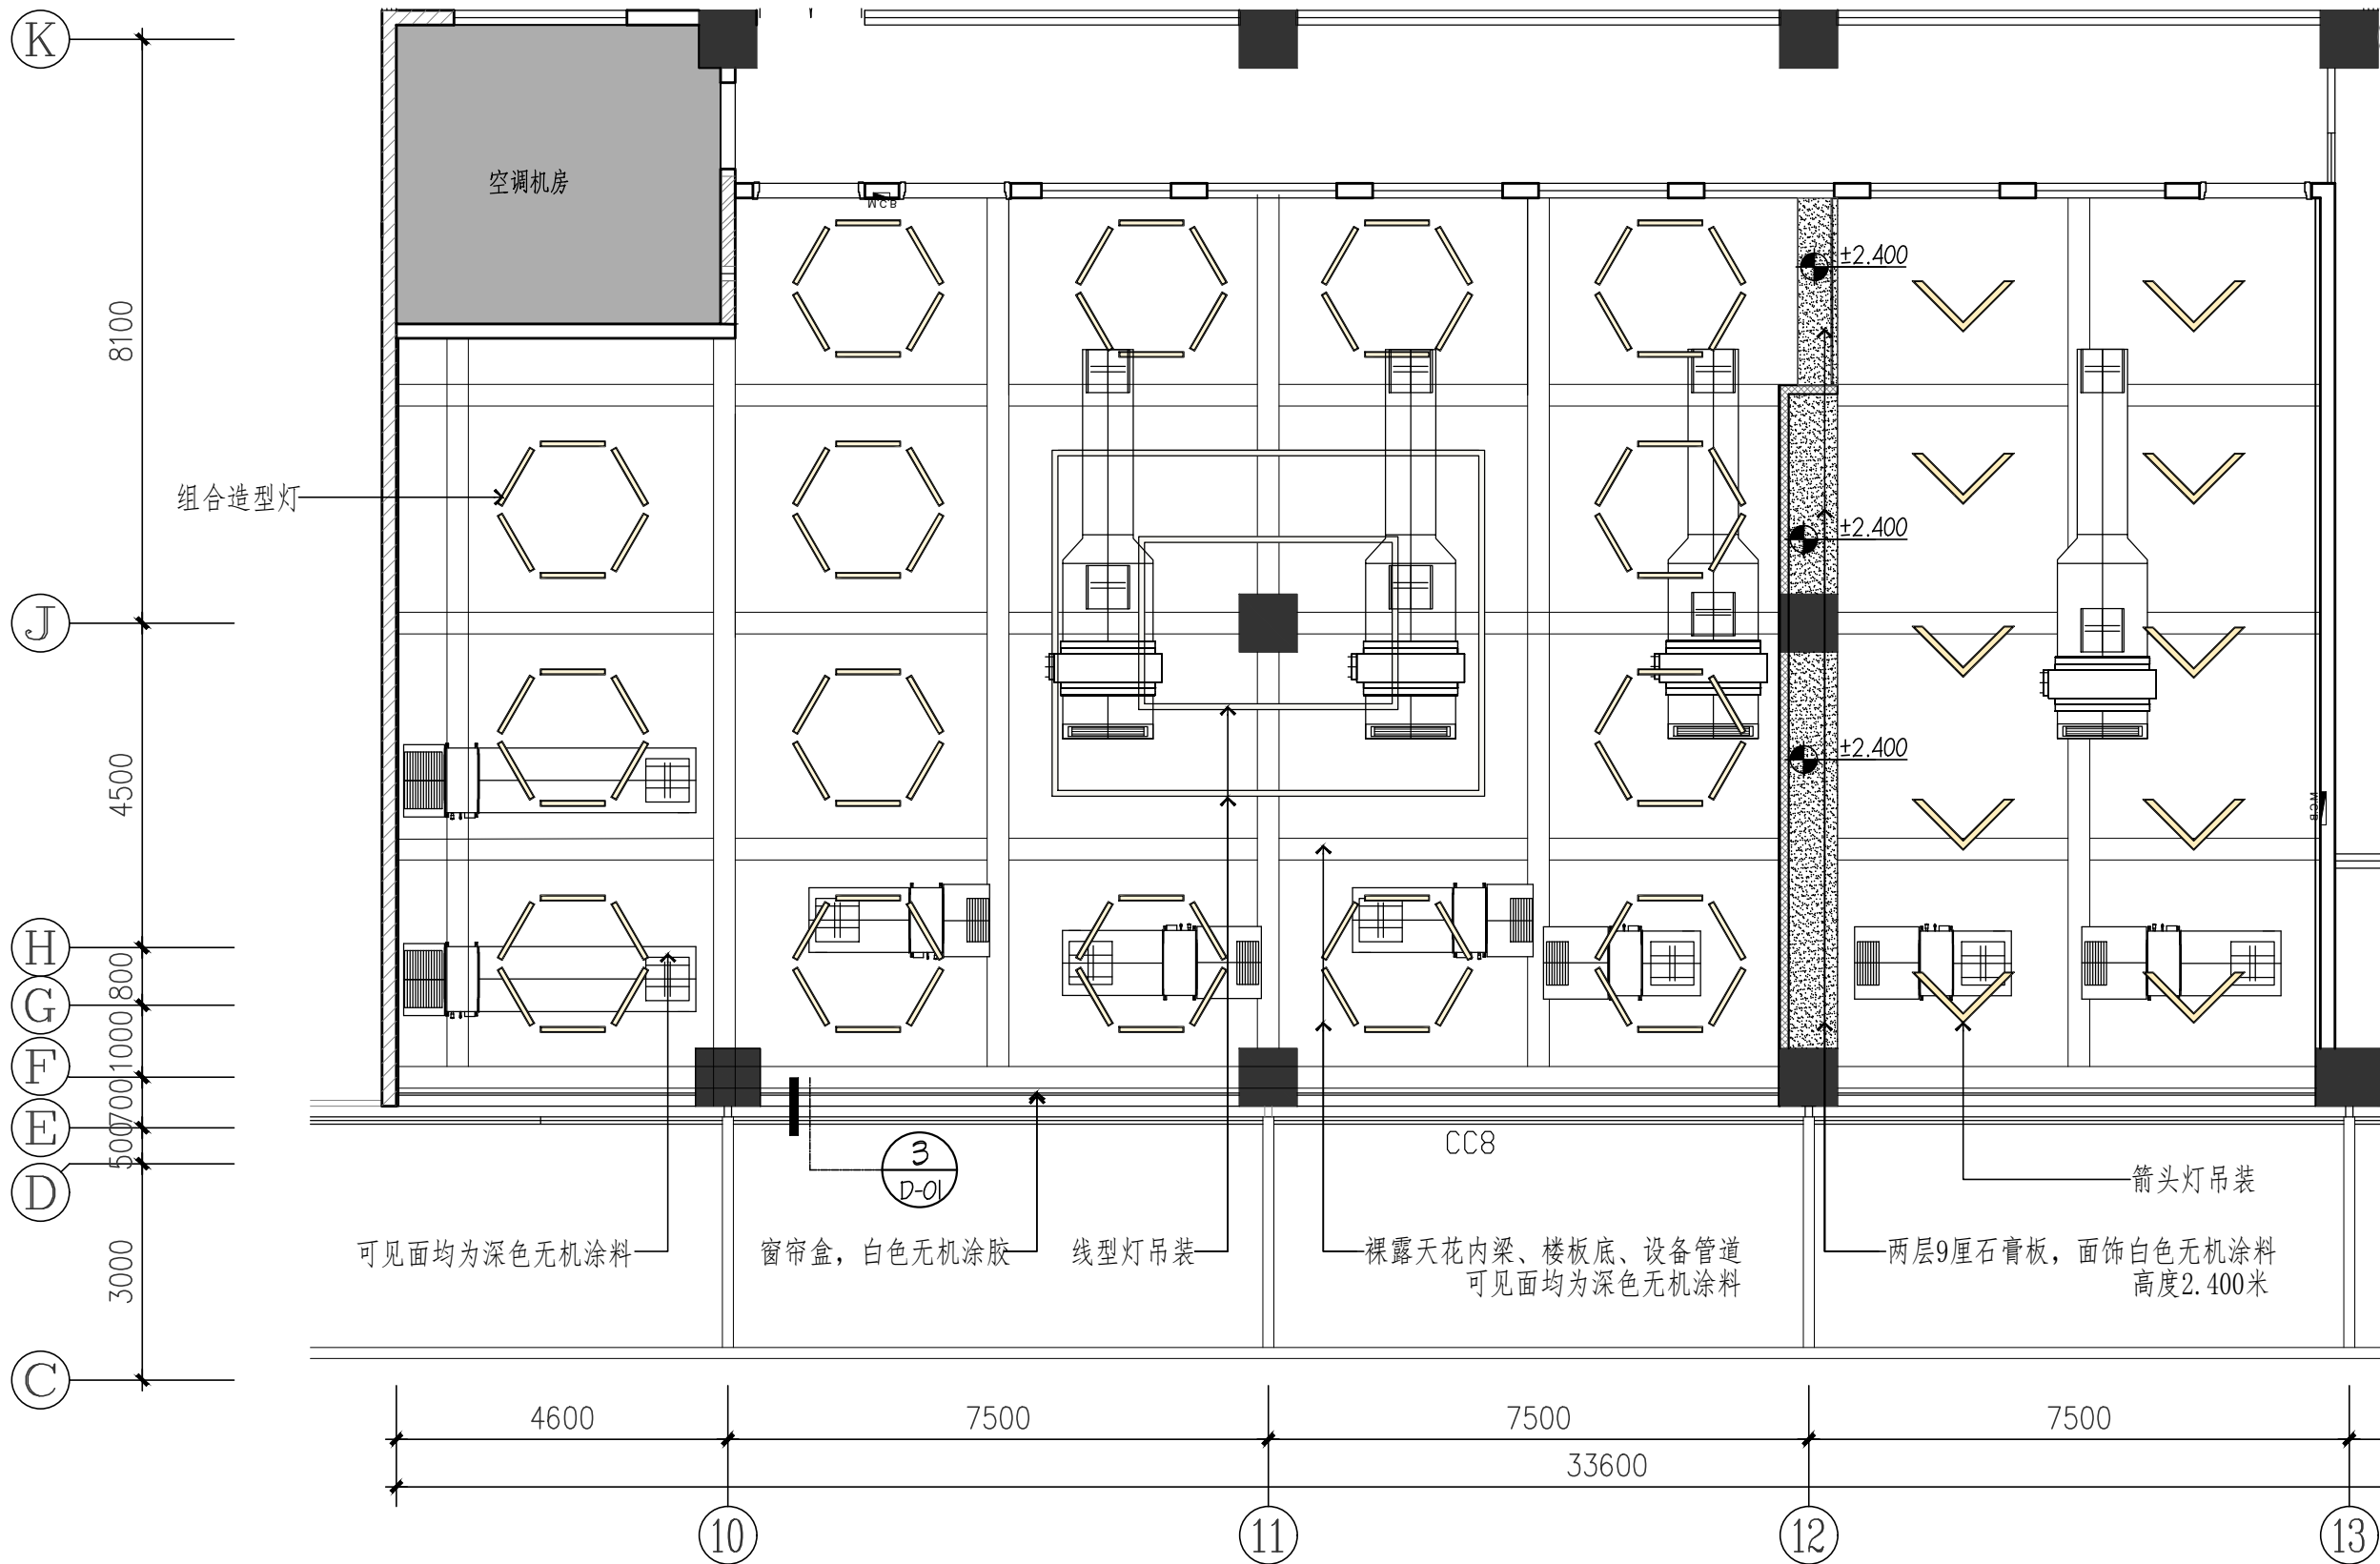 K
空调机房
MCB
±2.400
8100
组合造型灯
±2.400
J
±2.400
4500
MCB
H
800
G
1000
F
700
E
500
D
CC8
3
D-01
箭头灯吊装
可见面均为深色无机涂料
窗帘盒，白色无机涂胶
线型灯吊装
裸露天花内梁、楼板底、设备管道
可见面均为深色无机涂料
两层9厘石膏板，面饰白色无机涂料
高度2.400米
3000
C
4600
7500
7500
7500
33600
10
11
12
13